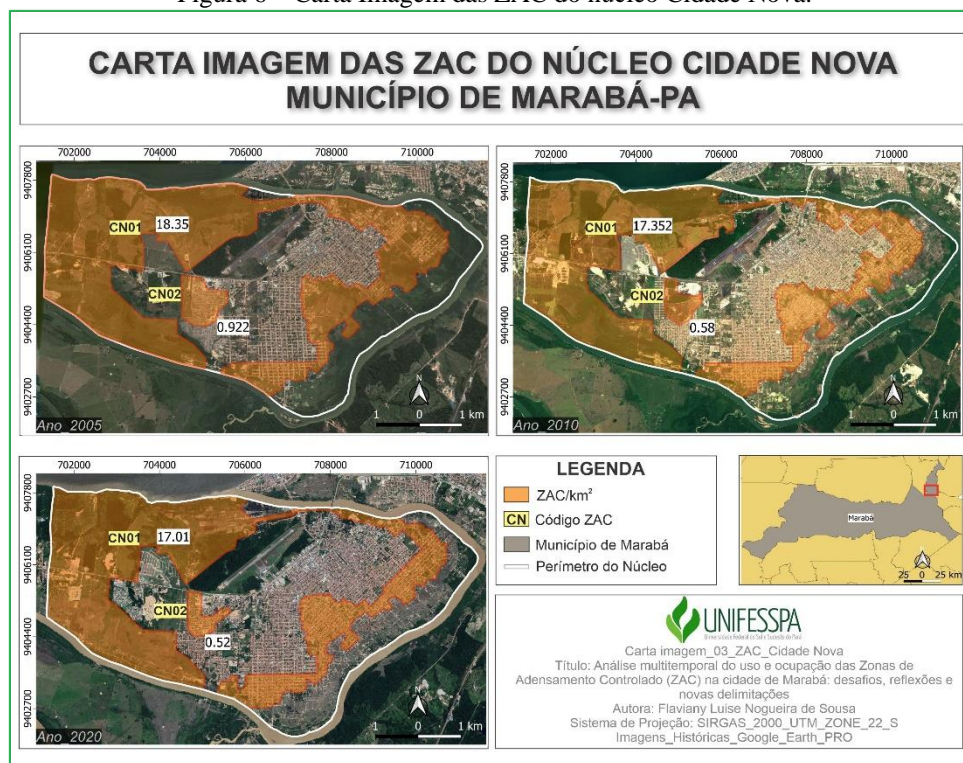 Figura 6 – Carta Imagem das ZAC do núcleo Cidade Nova.
CARTA IMAGEM DAS ZAC DO NÚCLEO CIDADE NOVA
MUNICÍPIO DE MARABÁ-PA
702000 704000 706000 708000 710000
9407800
9406100
9404400
9402700
CN01
18.35
CN02
0.922
N
1 0 1 km
Ano_2005
702000 704000 706000 708000 710000
9407800
9406100
9404400
9402700
CN01
17.352
CN02
0.58
N
1 0 1 km
Ano_2010
702000 704000 706000 708000 710000
9407800
9406100
9404400
9402700
CN01
17.01
CN02
0.52
N
1 0 1 km
Ano_2020
LEGENDA
ZAC/km²
CN Código ZAC
Município de Marabá
Perímetro do Núcleo
Marabá
25 0 25 km
UNIFESSPA
Universidade Federal do Sul e Sudeste do Pará
Carta imagem_03_ZAC_Cidade Nova
Título: Análise multitemporal do uso e ocupação das Zonas de
Adensamento Controlado (ZAC) na cidade de Marabá: desafios, reflexões e
novas delimitações
Autora: Flaviany Luise Nogueira de Sousa
Sistema de Projeção: SIRGAS_2000_UTM_ZONE_22_S
Imagens_Históricas_Google_Earth_PRO